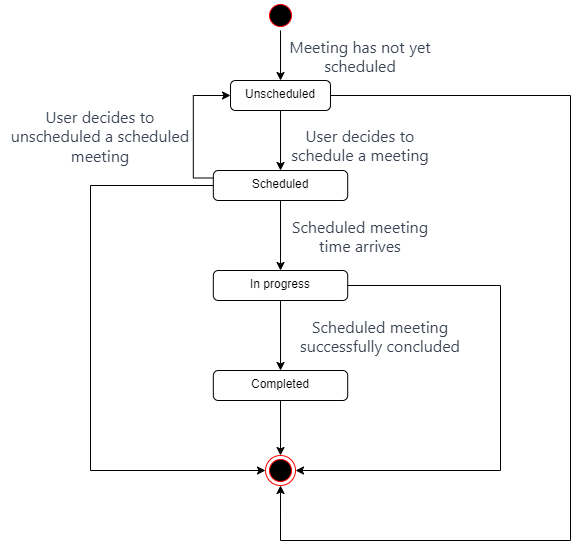 Meeting has not yet
scheduled
Unscheduled
User decides to
unscheduled a scheduled
meeting
User decides to
schedule a meeting
Scheduled
Scheduled meeting
time arrives
In progress
Scheduled meeting
successfully concluded
Completed